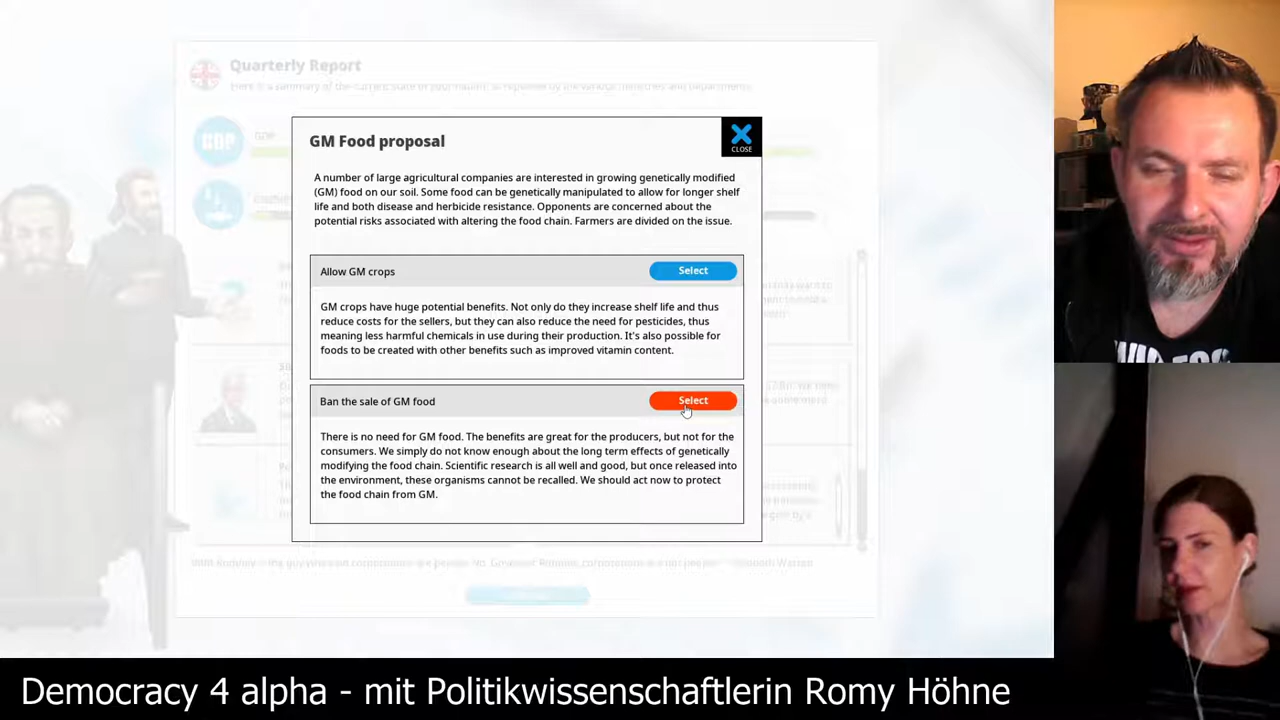 Quarterly Report
GM Food proposal
CLOSE
A number of large agricultural companies are interested in growing genetically modified
(GM) food on our soil. Some food can be genetically manipulated to allow for longer shelf
life and both disease and herbicide resistance. Opponents are concerned about the
potential risks associated with altering the food chain. Farmers are divided on the issue.
Allow GM crops
Select
GM crops have huge potential benefits. Not only do they increase shelf life and thus
reduce costs for the sellers, but they can also reduce the need for pesticides, thus
meaning less harmful chemicals in use during their production. It's also possible for
foods to be created with other benefits such as improved vitamin content.
Ban the sale of GM food
Select
There is no need for GM food. The benefits are great for the producers, but not for the
consumers. We simply do not know enough about the long term effects of genetically
modifying the food chain. Scientific research is all well and good, but once released into
the environment, these organisms cannot be recalled. We should act now to protect
the food chain from GM.
Democracy 4 alpha - mit Politikwissenschaftlerin Romy Höhne